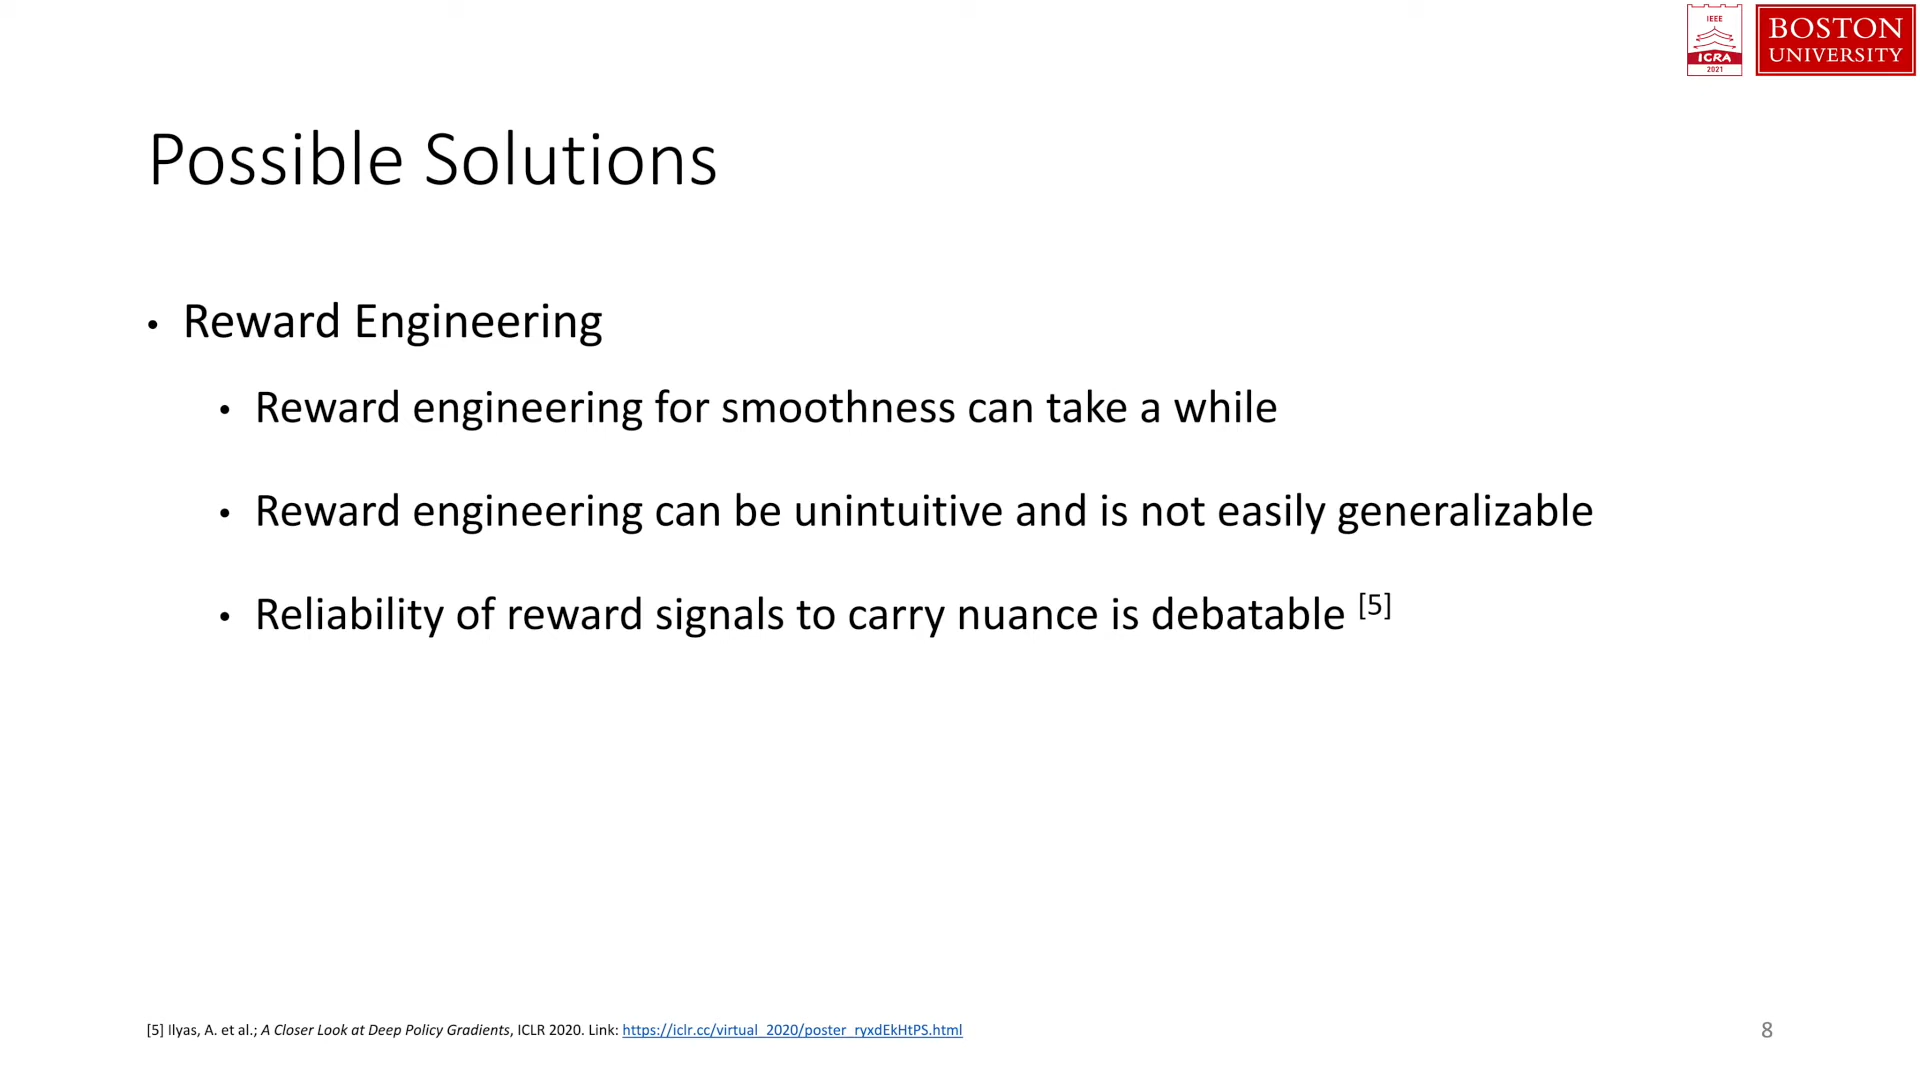 IEEE
ICRA
2021
BOSTON
UNIVERSITY
Possible Solutions
• Reward Engineering
• Reward engineering for smoothness can take a while
• Reward engineering can be unintuitive and is not easily generalizable
• Reliability of reward signals to carry nuance is debatable [5]
[5] Ilyas, A. et al.; A Closer Look at Deep Policy Gradients, ICLR 2020. Link: https://iclr.cc/virtual_2020/poster_ryxdEkHtPS.html
8